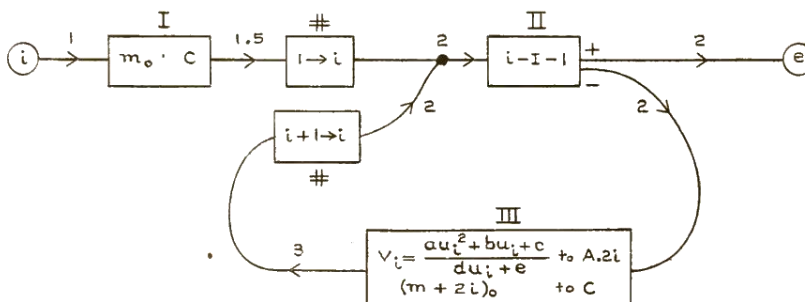 I
#
II
i
1
m₀ · C
1.5
1→i
2
i-I-1
+
-
2
e
i+1→i
#
2
2
III
3
vᵢ = (auᵢ²+buᵢ+c)/(duᵢ+e) to A.2i
(m+2i)₀ to C